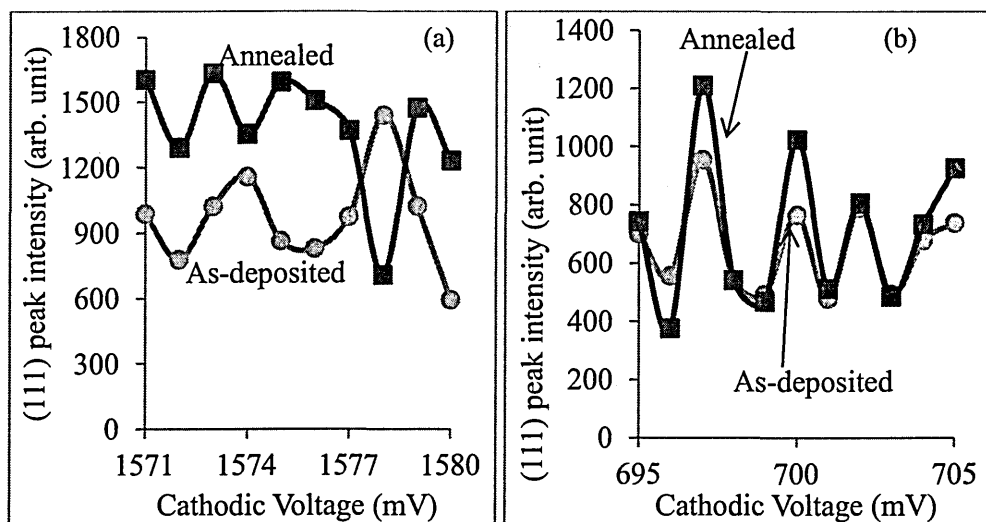 (a)
Annealed
As-deposited
(111) peak intensity (arb. unit)
1800
1500
1200
900
600
300
0
1571
1574
1577
1580
Cathodic Voltage (mV)
(b)
Annealed
As-deposited
(111) peak intensity (arb. unit)
1400
1200
1000
800
600
400
200
0
695
700
705
Cathodic Voltage (mV)